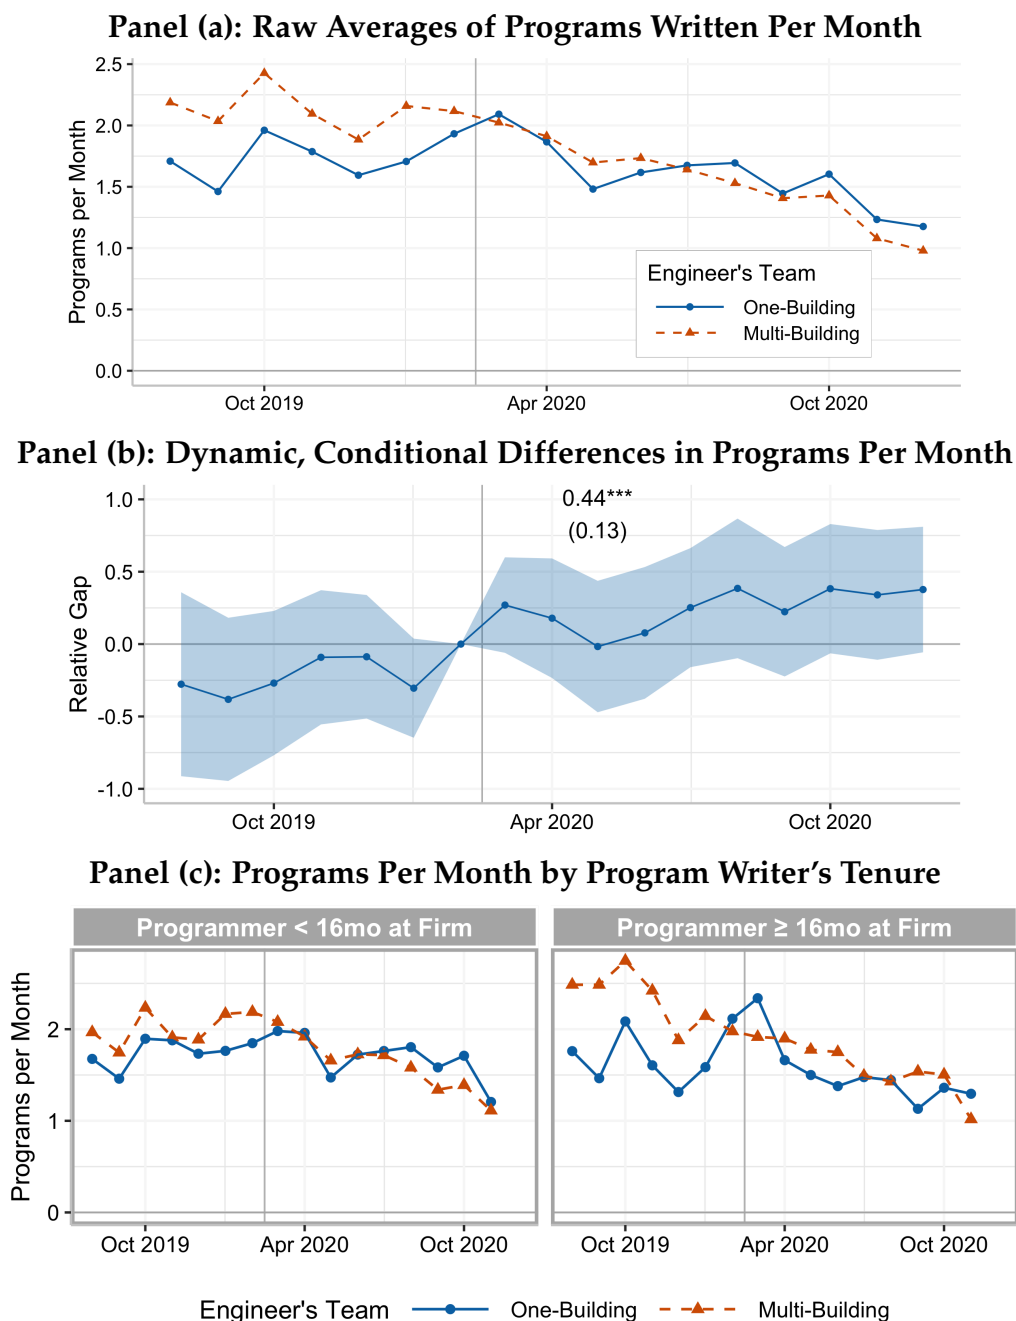 Panel (a): Raw Averages of Programs Written Per Month
2.5
2.0
1.5
1.0
0.5
0.0
Programs per Month
Engineer's Team
One-Building
Multi-Building
Oct 2019
Apr 2020
Oct 2020
Panel (b): Dynamic, Conditional Differences in Programs Per Month
1.0
0.5
0.0
-0.5
-1.0
Relative Gap
0.44***
(0.13)
Oct 2019
Apr 2020
Oct 2020
Panel (c): Programs Per Month by Program Writer's Tenure
Programmer < 16mo at Firm
Programmer ≥ 16mo at Firm
Programs per Month
2
1
0
Oct 2019
Apr 2020
Oct 2020
Oct 2019
Apr 2020
Oct 2020
Engineer's Team
One-Building
Multi-Building